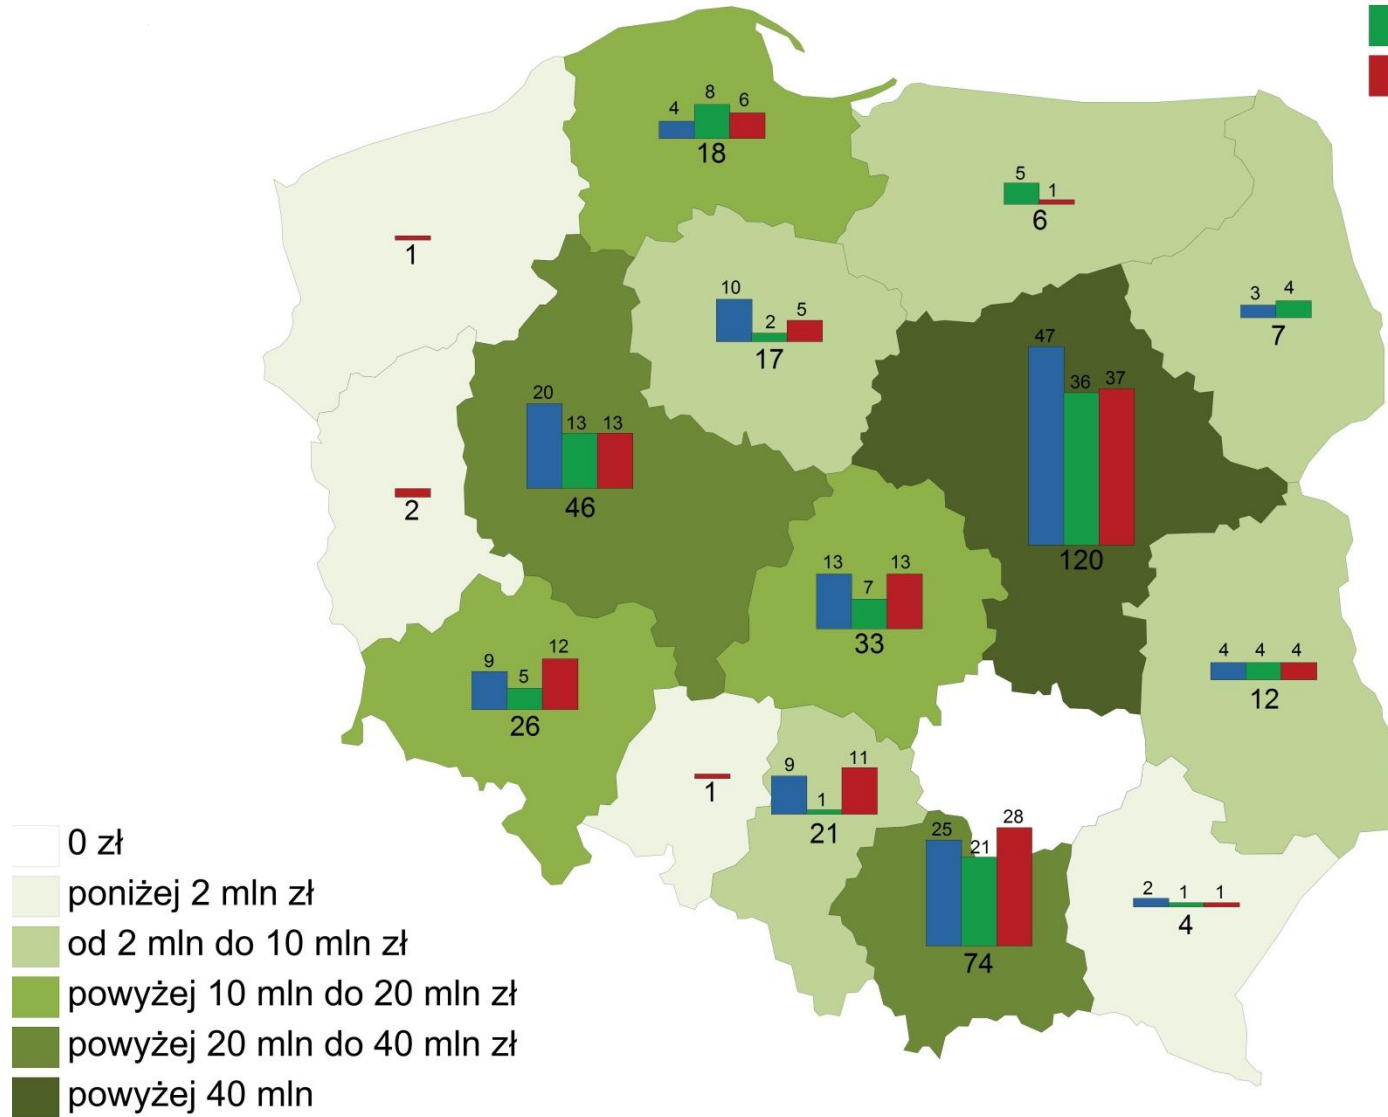 4 8 6
18
5 1
6
1
10 2 5
17
3 4
7
47 36 37
120
20 13 13
46
2
13 7 13
33
9 5 12
26
4 4 4
12
1
9 1 11
21
25 21 28
74
2 1 1
4
0 zł
poniżej 2 mln zł
od 2 mln do 10 mln zł
powyżej 10 mln do 20 mln zł
powyżej 20 mln do 40 mln zł
powyżej 40 mln